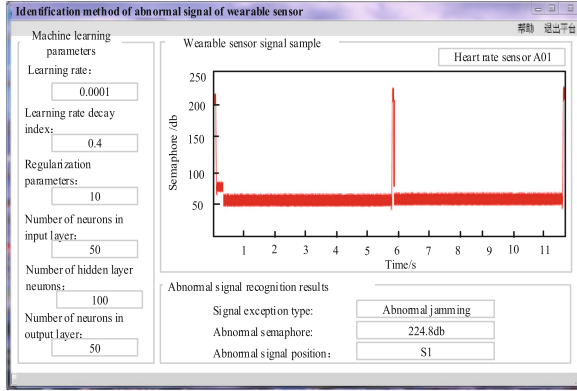 Identification method of abnormal signal of wearable sensor
帮助 退出平台
Machine learning
parameters
Learning rate：
0.0001
Learning rate decay
index：
0.4
Regularization
parameters：
10
Number of neurons in
input layer：
50
Number of hidden layer
neurons：
100
Number of neurons in
output layer：
50
Wearable sensor signal sample
Heart rate sensor A01
Semaphore /db
250
200
150
100
50
1 2 3 4 5 6 7 8 9 10 11
Time/s
Abnormal signal recognition results
Signal exception type:
Abnormal jamming
Abnormal semaphore:
224.8db
Abnormal signal position：
S1